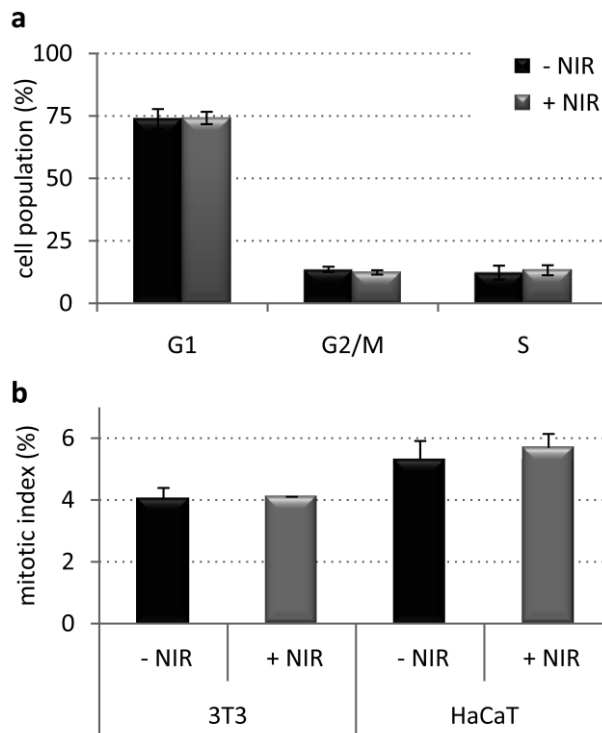 a
cell population (%)
100
75
50
25
0
- NIR
+ NIR
G1 G2/M S
b
mitotic index (%)
6
4
2
0
- NIR + NIR - NIR + NIR
3T3 HaCaT